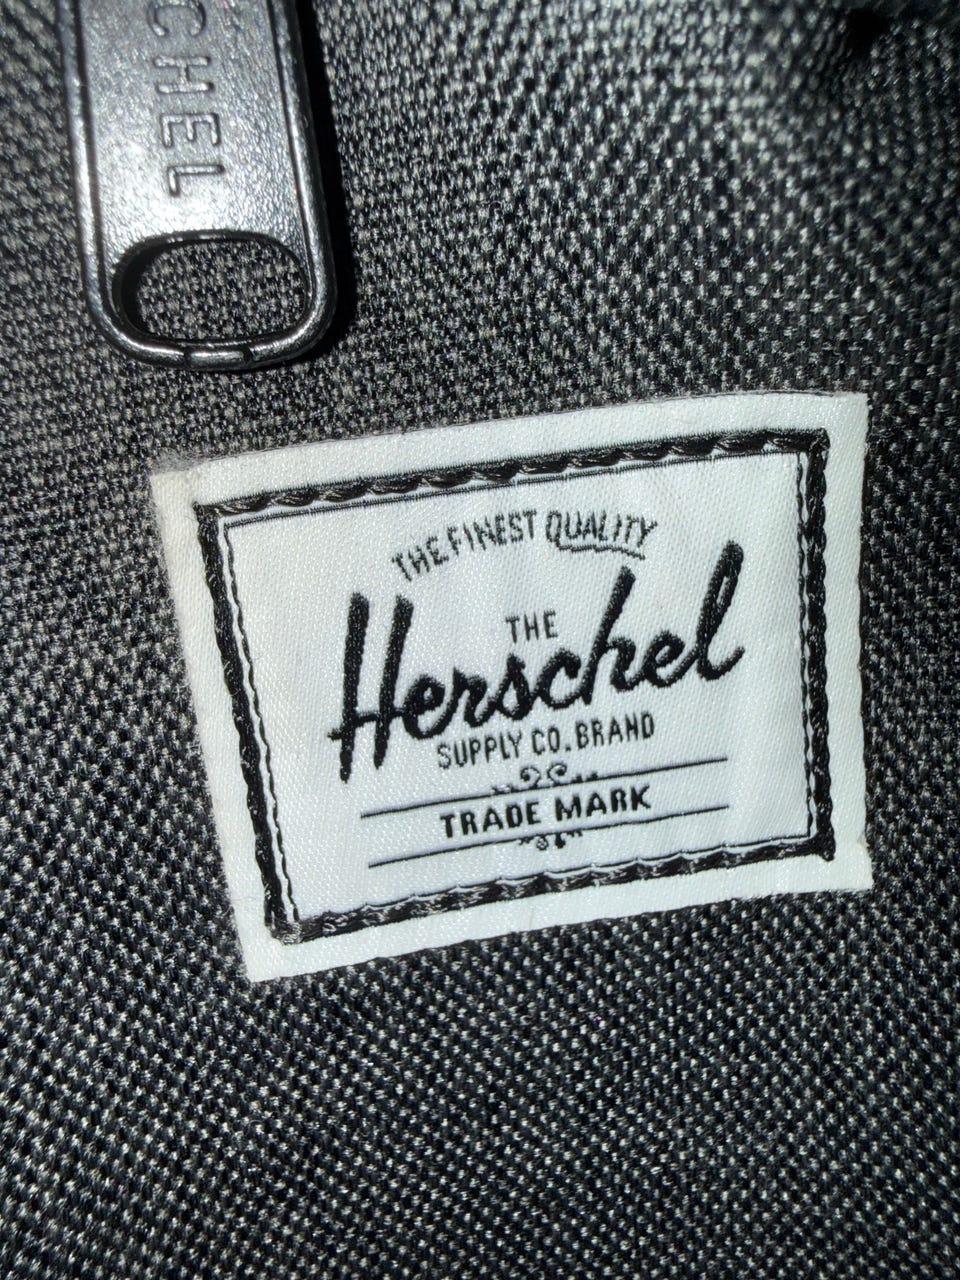 CHEL
THE FINEST QUALITY
THE
Herschel
SUPPLY CO. BRAND
TRADE MARK